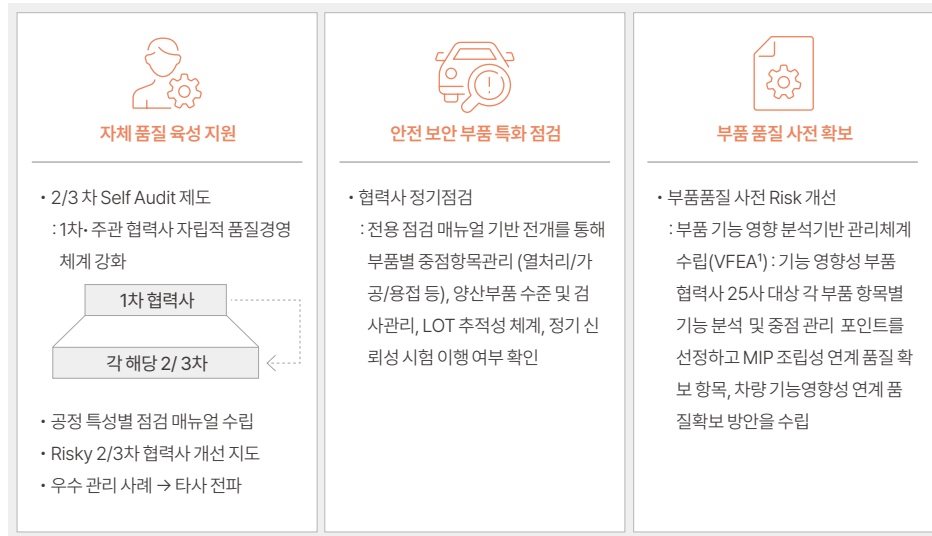 자체 품질 육성 지원
• 2/3 차 Self Audit 제도
: 1차• 주관 협력사 자립적 품질경영
체계 강화
1차 협력사
각 해당 2/ 3차
• 공정 특성별 점검 매뉴얼 수립
• Risky 2/3차 협력사 개선 지도
• 우수 관리 사례 → 타사 전파
안전 보안 부품 특화 점검
• 협력사 정기점검
: 전용 점검 매뉴얼 기반 전개를 통해
부품별 중점항목관리 (열처리/가
공/용접 등), 양산부품 수준 및 검
사관리, LOT 추적성 체계, 정기 신
뢰성 시험 이행 여부 확인
부품 품질 사전 확보
• 부품품질 사전 Risk 개선
: 부품 기능 영향 분석기반 관리체계
수립(VFEA¹) : 기능 영향성 부품
협력사 25사 대상 각 부품 항목별
기능 분석 및 중점 관리 포인트를
선정하고 MIP 조립성 연계 품질 확
보 항목, 차량 기능영향성 연계 품
질확보 방안을 수립